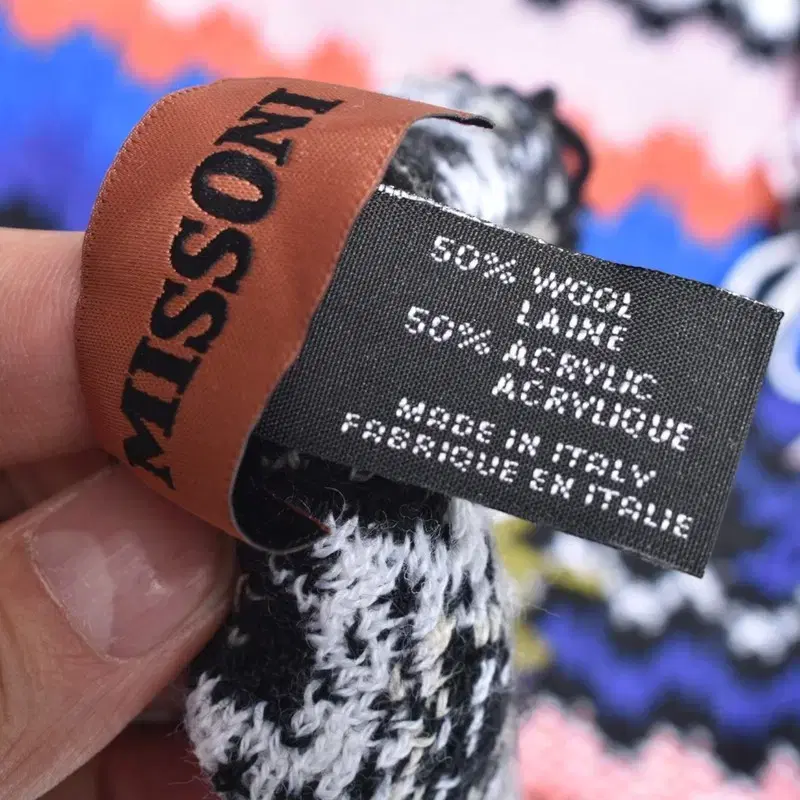 MISSONI
50% WOOL
LAINE
50% ACRYLIC
ACRYLIQUE
MADE IN ITALY
FABRIQUE EN ITALIE